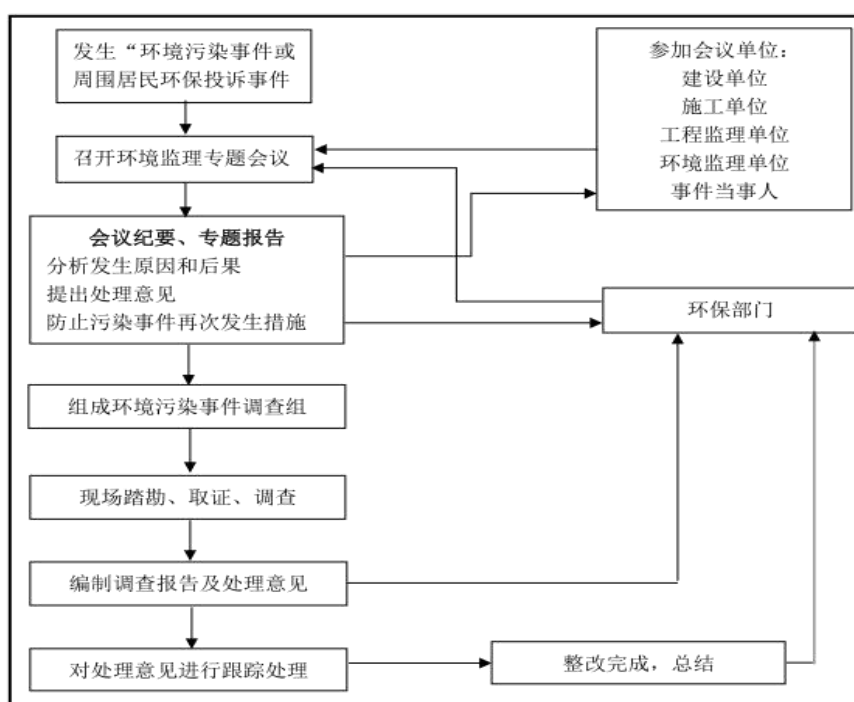 发生“环境污染事件或
周围居民环保投诉事件
召开环境监理专题会议
会议纪要、专题报告
分析发生原因和后果
提出处理意见
防止污染事件再次发生措施
组成环境污染事件调查组
现场踏勘、取证、调查
编制调查报告及处理意见
对处理意见进行跟踪处理
参加会议单位：
建设单位
施工单位
工程监理单位
环境监理单位
事件当事人
环保部门
整改完成，总结